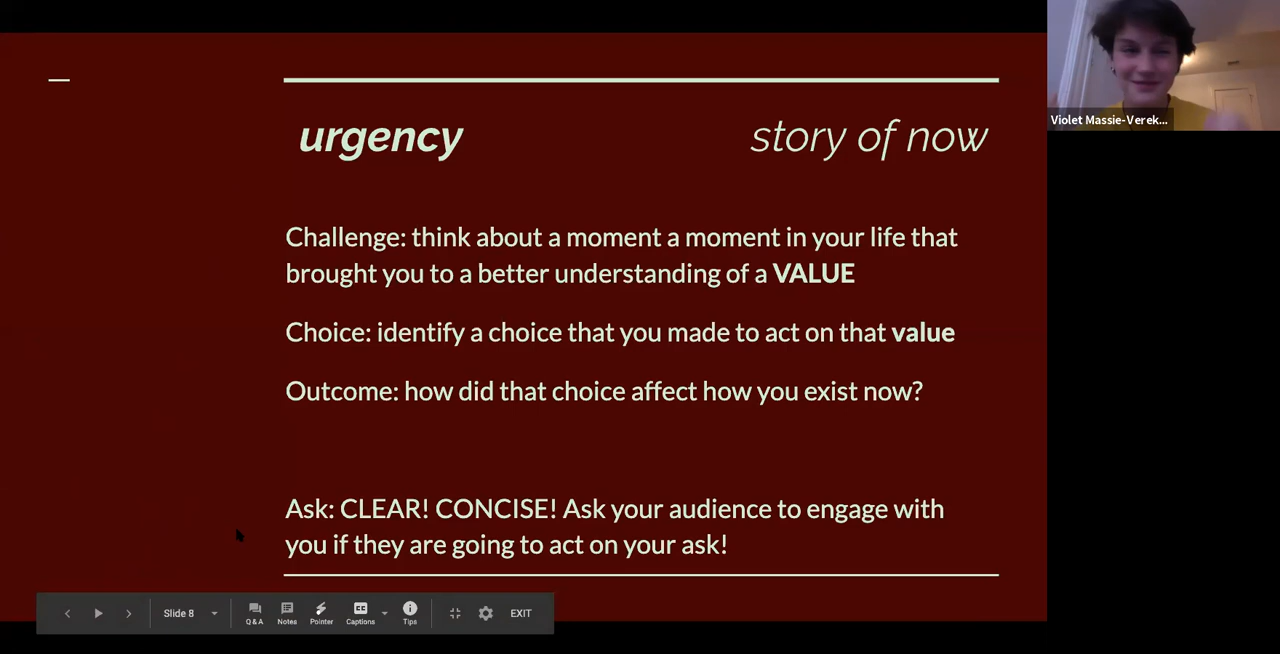 urgency
story of now
Violet Massie-Verek...
Challenge: think about a moment a moment in your life that
brought you to a better understanding of a VALUE
Choice: identify a choice that you made to act on that value
Outcome: how did that choice affect how you exist now?
Ask: CLEAR! CONCISE! Ask your audience to engage with
you if they are going to act on your ask!
Slide 8
Q & A
Notes
Pointer
CC
Captions
Tips
EXIT